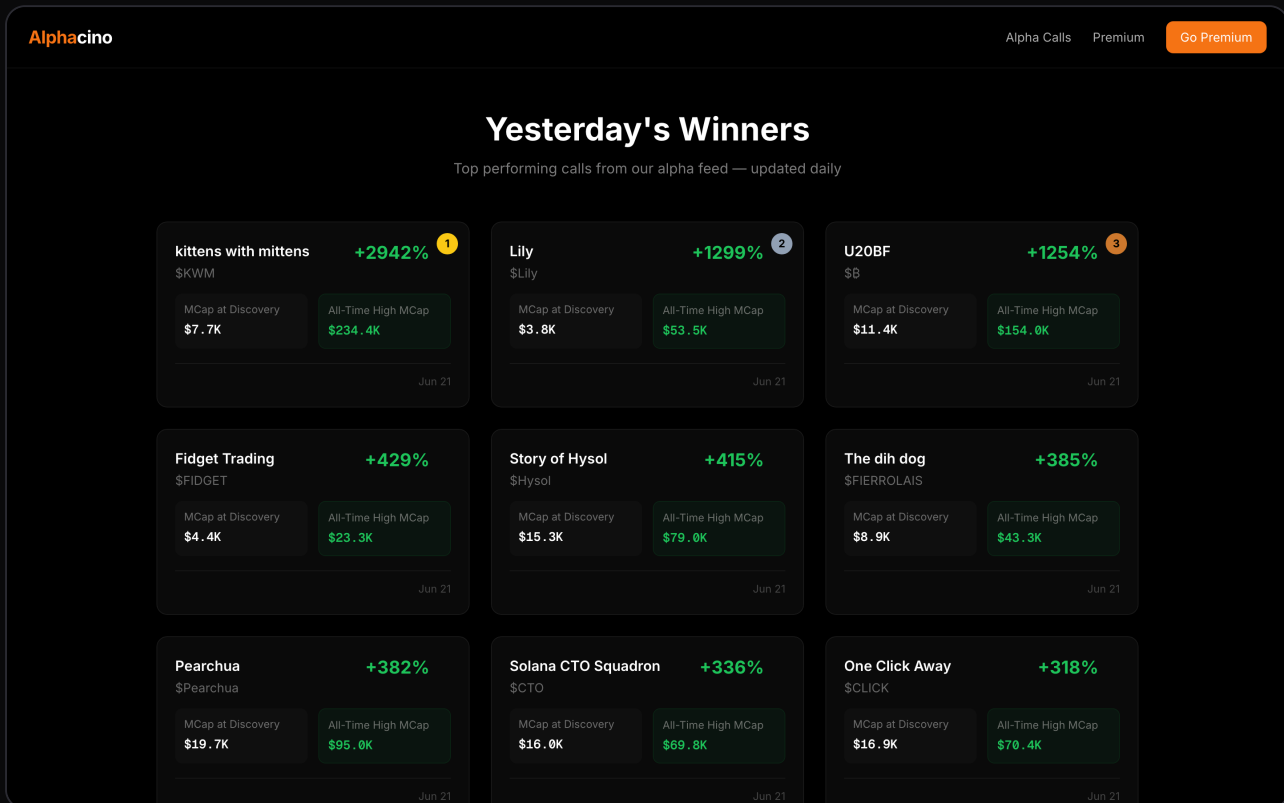 Alphacino
Alpha Calls
Premium
Go Premium
Yesterday's Winners
Top performing calls from our alpha feed — updated daily
kittens with mittens
+2942%
1
$KWM
MCap at Discovery
$7.7K
All-Time High MCap
$234.4K
Jun 21
Lily
+1299%
2
$Lily
MCap at Discovery
$3.8K
All-Time High MCap
$53.5K
Jun 21
U20BF
+1254%
3
$₿
MCap at Discovery
$11.4K
All-Time High MCap
$154.0K
Jun 21
Fidget Trading
+429%
$FIDGET
MCap at Discovery
$4.4K
All-Time High MCap
$23.3K
Jun 21
Story of Hysol
+415%
$Hysol
MCap at Discovery
$15.3K
All-Time High MCap
$79.0K
Jun 21
The dih dog
+385%
$FIERROLAIS
MCap at Discovery
$8.9K
All-Time High MCap
$43.3K
Jun 21
Pearchua
+382%
$Pearchua
MCap at Discovery
$19.7K
All-Time High MCap
$95.0K
Jun 21
Solana CTO Squadron
+336%
$CTO
MCap at Discovery
$16.0K
All-Time High MCap
$69.8K
Jun 21
One Click Away
+318%
$CLICK
MCap at Discovery
$16.9K
All-Time High MCap
$70.4K
Jun 21